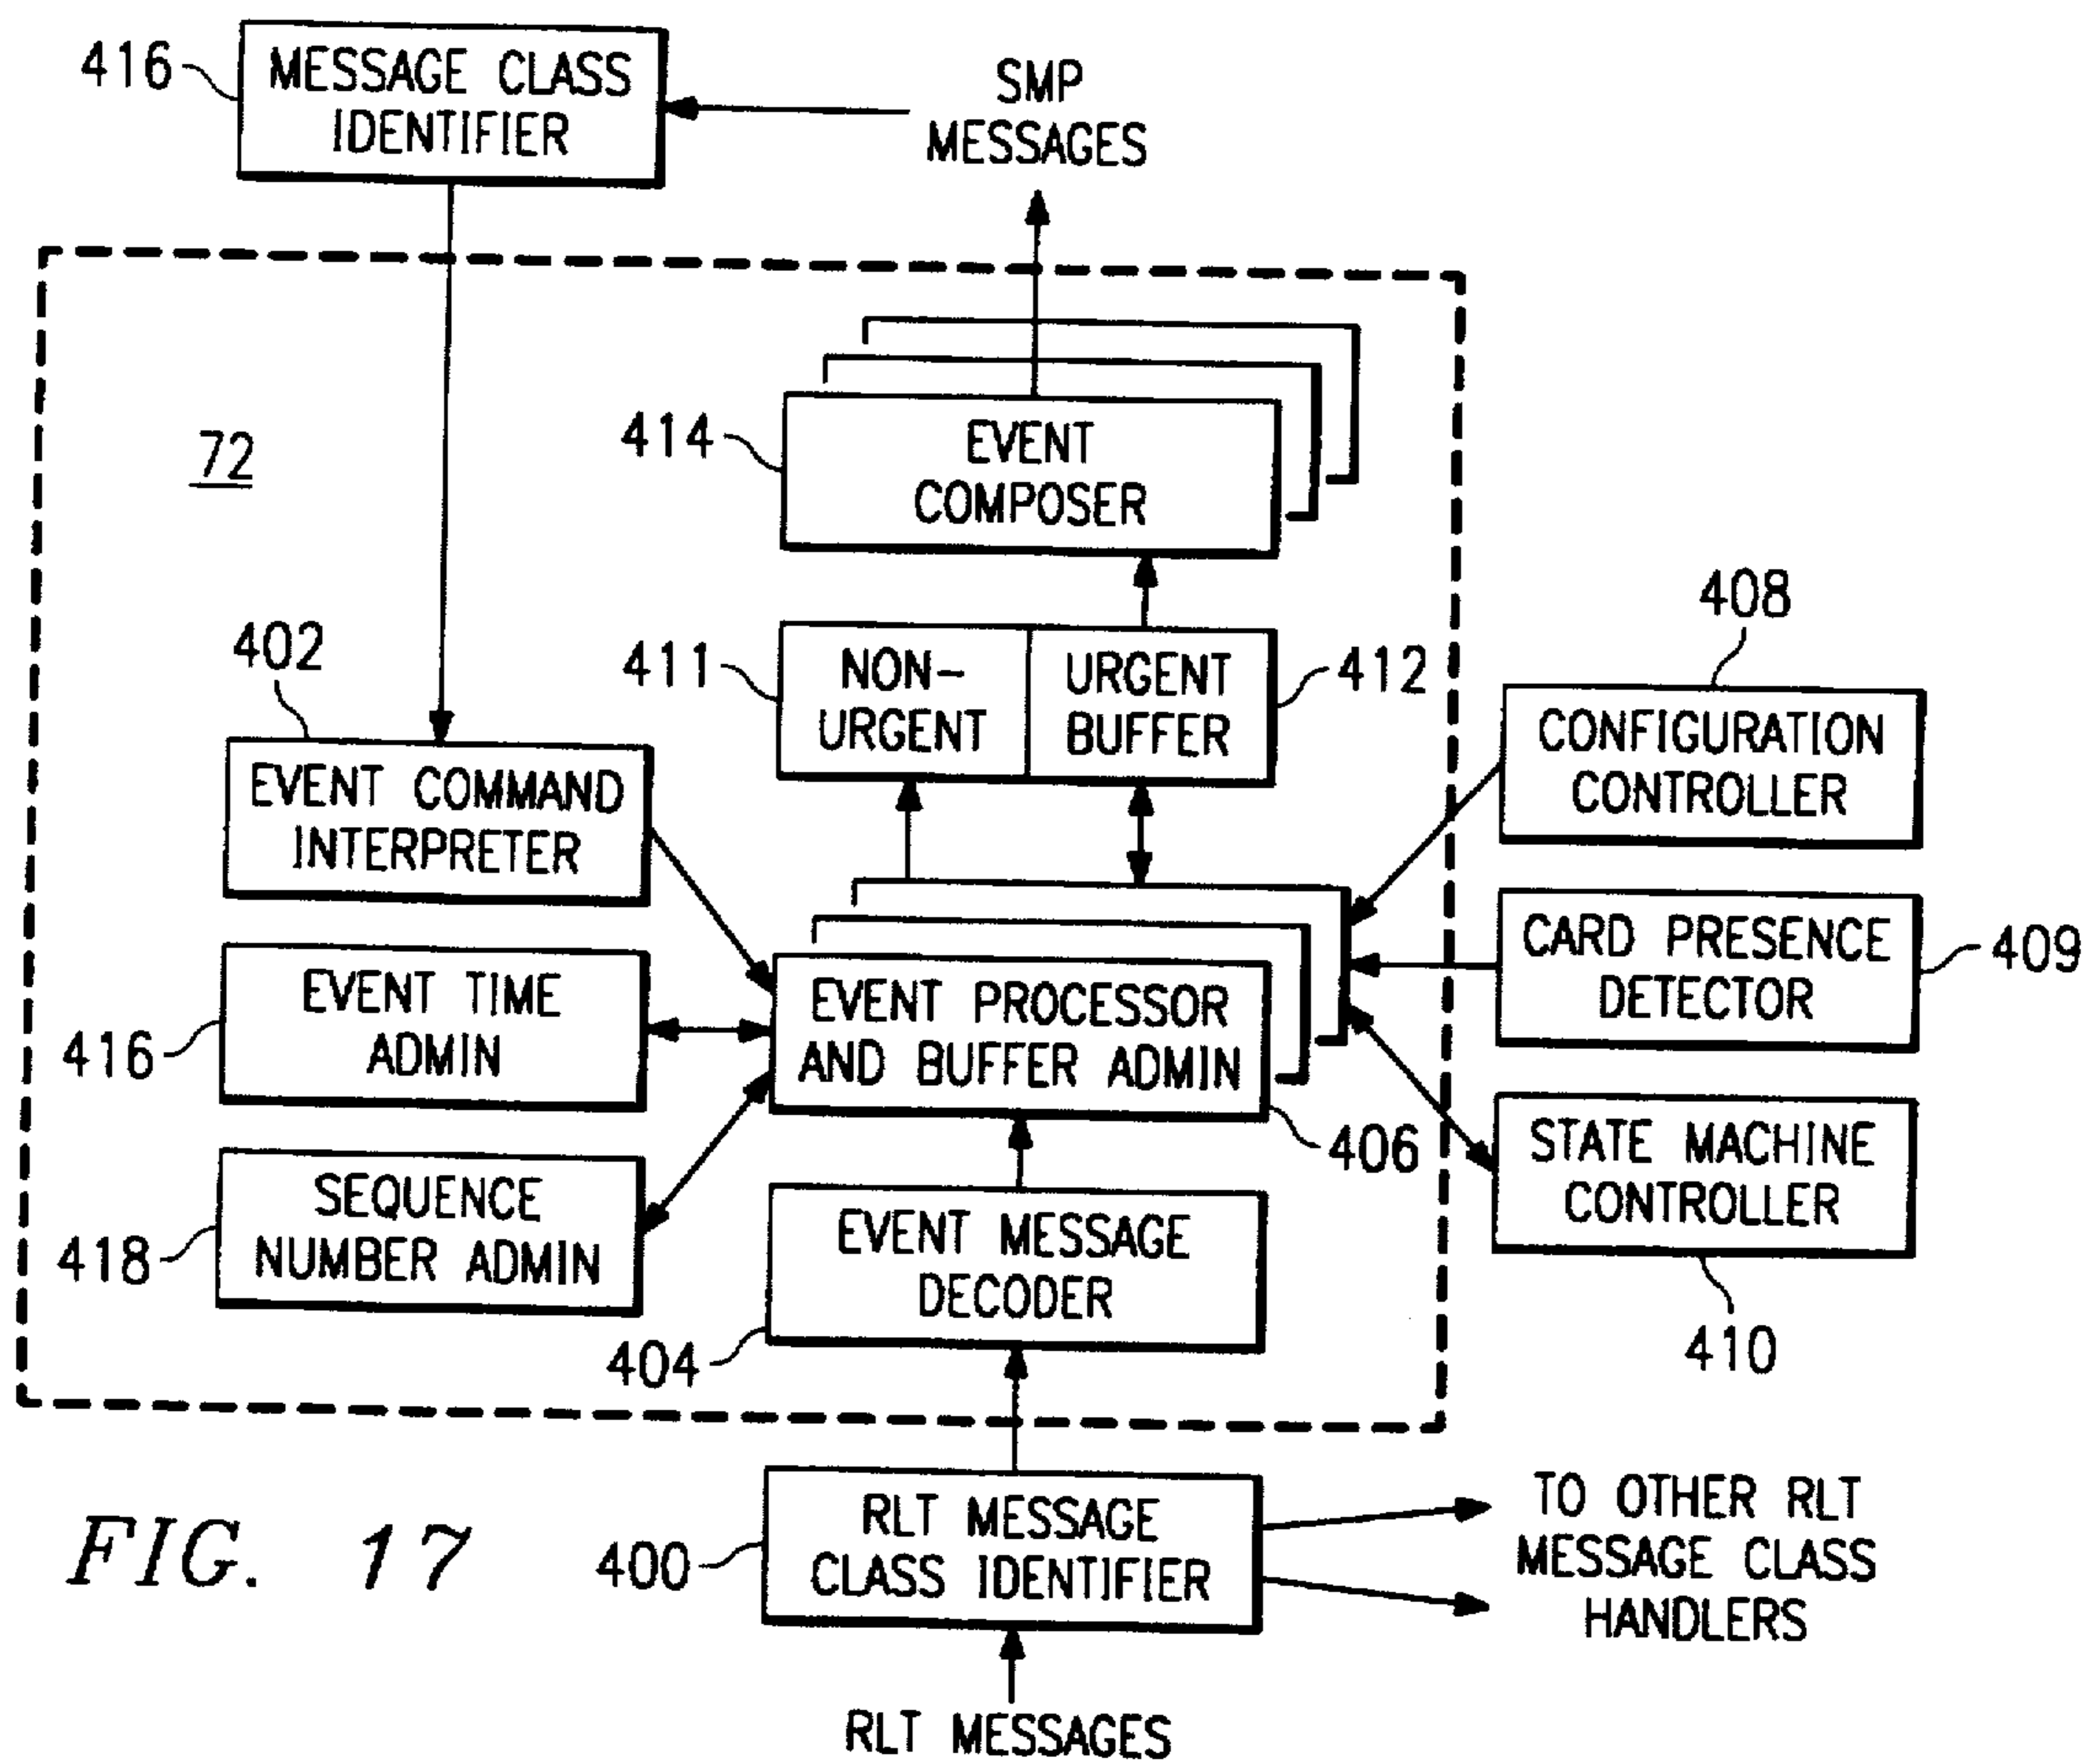 416
MESSAGE CLASS
IDENTIFIER
SMP
MESSAGES
72
414
EVENT
COMPOSER
402
EVENT COMMAND
INTERPRETER
411
NON-
URGENT
URGENT
BUFFER
412
408
CONFIGURATION
CONTROLLER
416
EVENT TIME
ADMIN
EVENT PROCESSOR
AND BUFFER ADMIN
406
CARD PRESENCE
DETECTOR
409
418
SEQUENCE
NUMBER ADMIN
STATE MACHINE
CONTROLLER
410
404
EVENT MESSAGE
DECODER
400
RLT MESSAGE
CLASS IDENTIFIER
TO OTHER RLT
MESSAGE CLASS
HANDLERS
RLT MESSAGES
FIG. 17